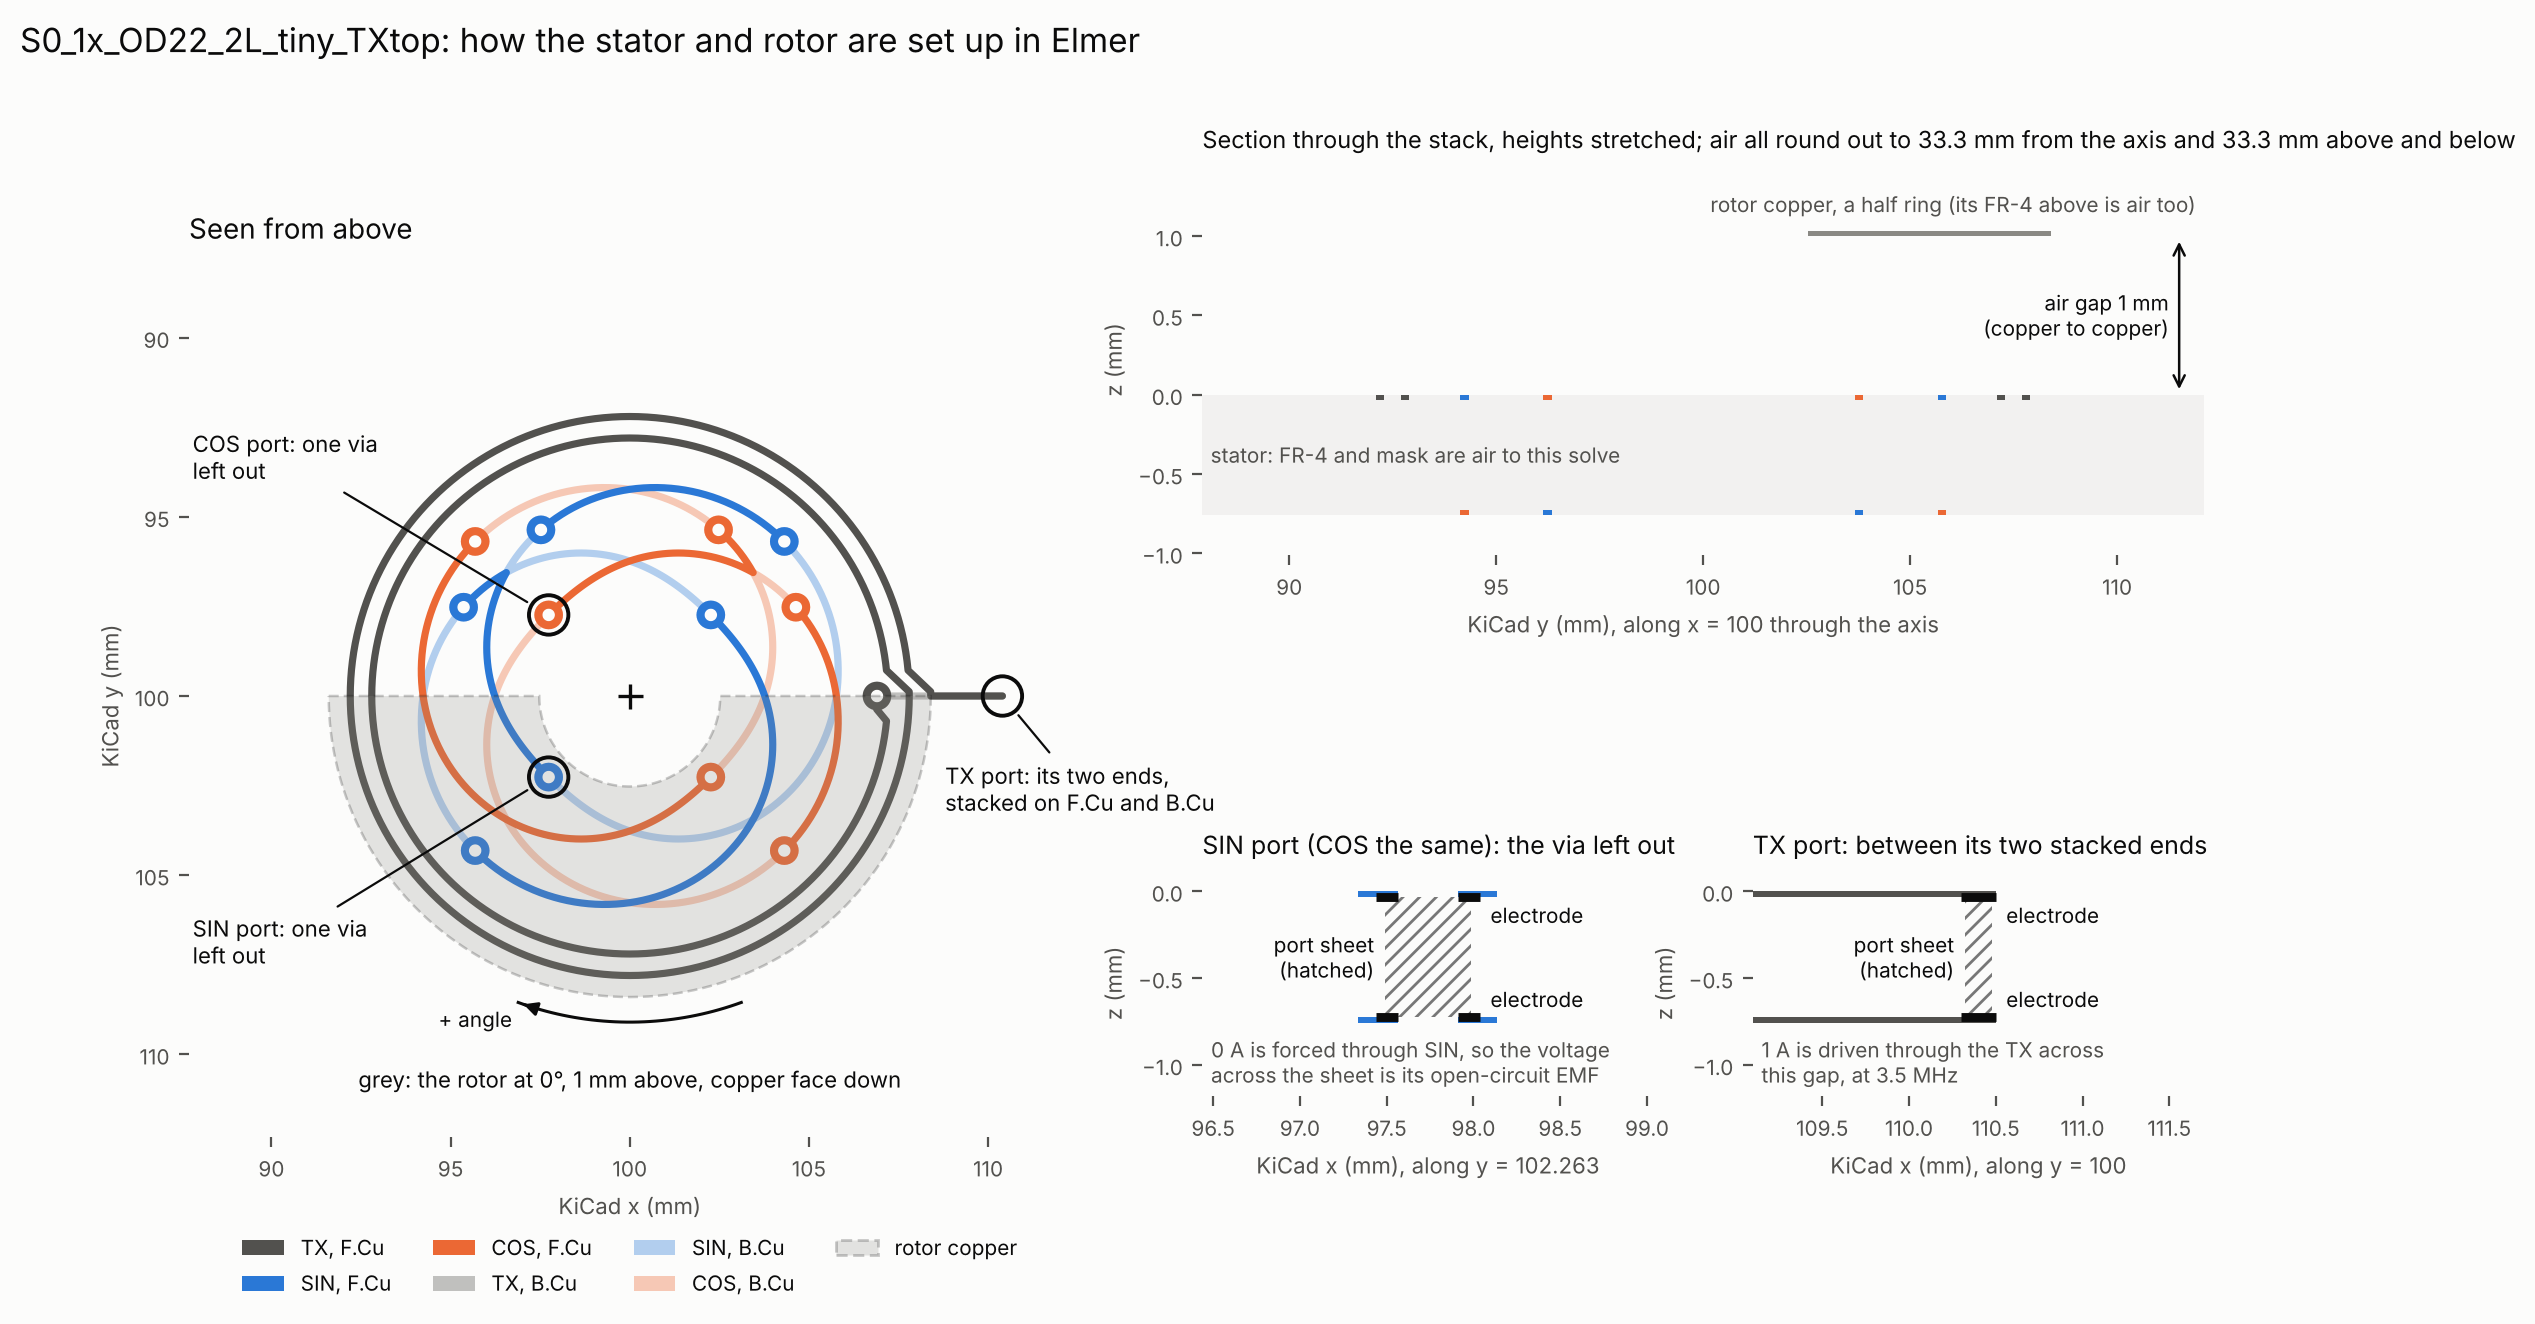 S0_1x_OD22_2L_tiny_TXtop: how the stator and rotor are set up in Elmer
Seen from above
90
95
100
105
110
KiCad y (mm)
COS port: one via
left out
SIN port: one via
left out
TX port: its two ends,
stacked on F.Cu and B.Cu
+ angle
grey: the rotor at 0°, 1 mm above, copper face down
90
95
100
105
110
KiCad x (mm)
TX, F.Cu
COS, F.Cu
SIN, B.Cu
rotor copper
SIN, F.Cu
TX, B.Cu
COS, B.Cu
Section through the stack, heights stretched; air all round out to 33.3 mm from the axis and 33.3 mm above and below
rotor copper, a half ring (its FR-4 above is air too)
1.0
0.5
0.0
−0.5
−1.0
z (mm)
air gap 1 mm
(copper to copper)
stator: FR-4 and mask are air to this solve
90
95
100
105
110
KiCad y (mm), along x = 100 through the axis
SIN port (COS the same): the via left out
0.0
−0.5
−1.0
z (mm)
electrode
port sheet
(hatched)
electrode
0 A is forced through SIN, so the voltage
across the sheet is its open-circuit EMF
96.5
97.0
97.5
98.0
98.5
99.0
KiCad x (mm), along y = 102.263
TX port: between its two stacked ends
0.0
−0.5
−1.0
z (mm)
electrode
port sheet
(hatched)
electrode
1 A is driven through the TX across
this gap, at 3.5 MHz
109.5
110.0
110.5
111.0
111.5
KiCad x (mm), along y = 100